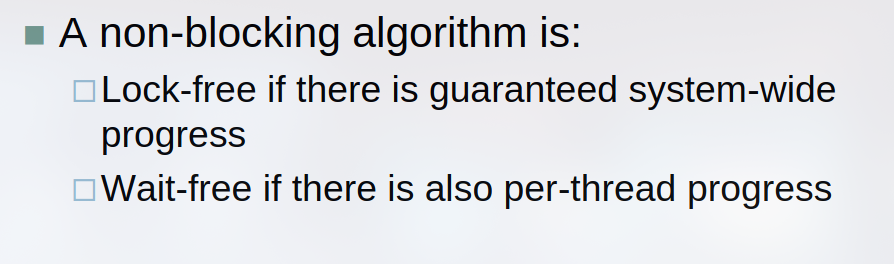 A non-blocking algorithm is:
Lock-free if there is guaranteed system-wide
progress
Wait-free if there is also per-thread progress